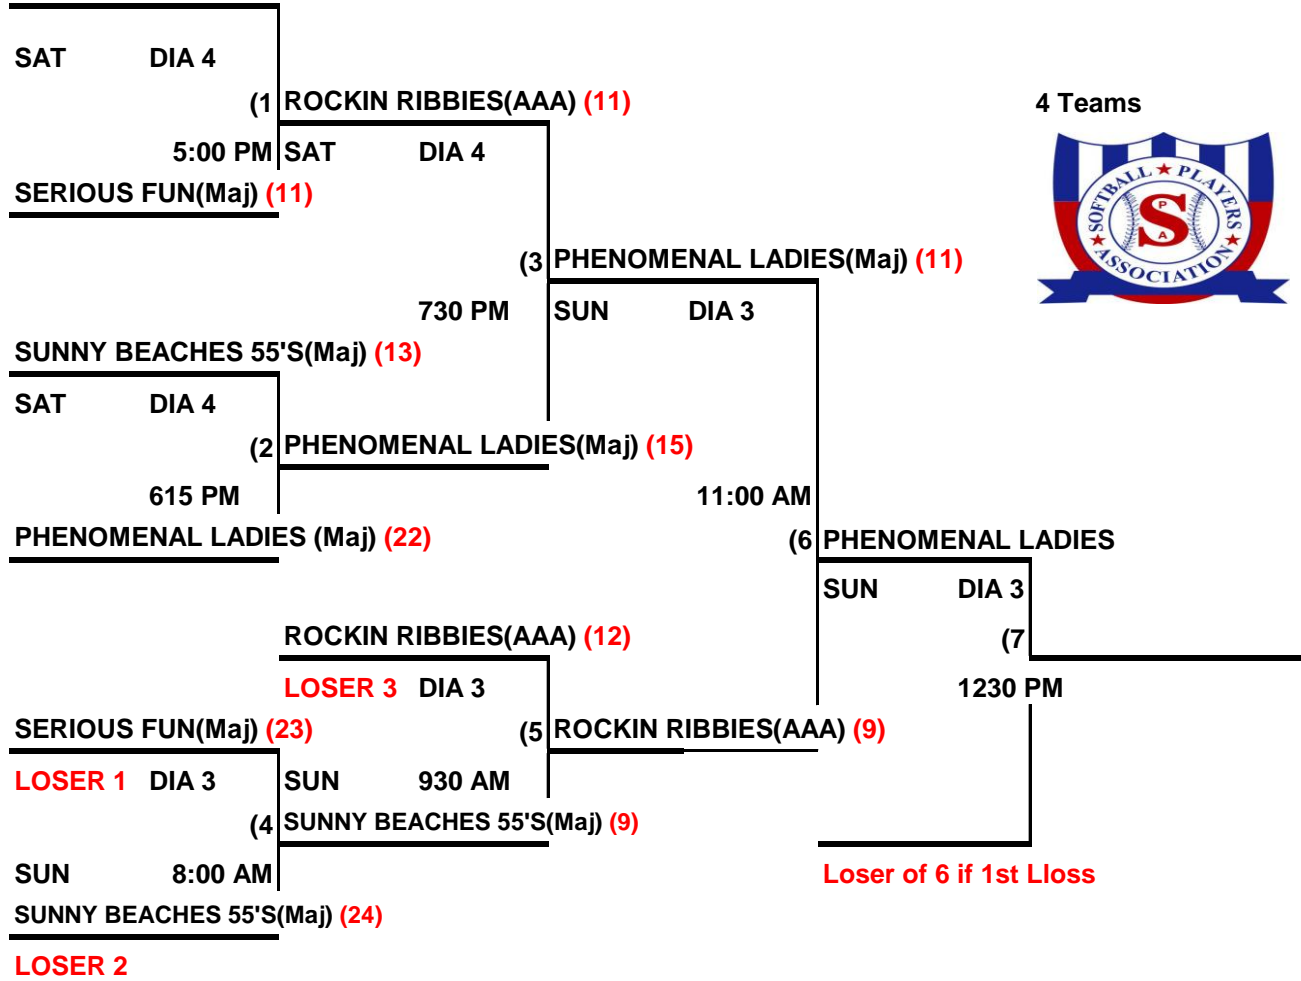 SAT DIA 4
(1 ROCKIN RIBBIES(AAA) (11)
4 Teams
5:00 PM SAT DIA 4
SERIOUS FUN(Maj) (11)
SOFTBALL ★ PLAYERS ★ ASSOCIATION ★
S
P
A
(3 PHENOMENAL LADIES(Maj) (11)
730 PM SUN DIA 3
SUNNY BEACHES 55'S(Maj) (13)
SAT DIA 4
(2 PHENOMENAL LADIES(Maj) (15)
615 PM 11:00 AM
PHENOMENAL LADIES (Maj) (22)
(6 PHENOMENAL LADIES
SUN DIA 3
ROCKIN RIBBIES(AAA) (12)
(7
LOSER 3 DIA 3
1230 PM
SERIOUS FUN(Maj) (23)
(5 ROCKIN RIBBIES(AAA) (9)
LOSER 1 DIA 3 SUN 930 AM
(4 SUNNY BEACHES 55'S(Maj) (9)
SUN 8:00 AM
Loser of 6 if 1st Lloss
SUNNY BEACHES 55'S(Maj) (24)
LOSER 2